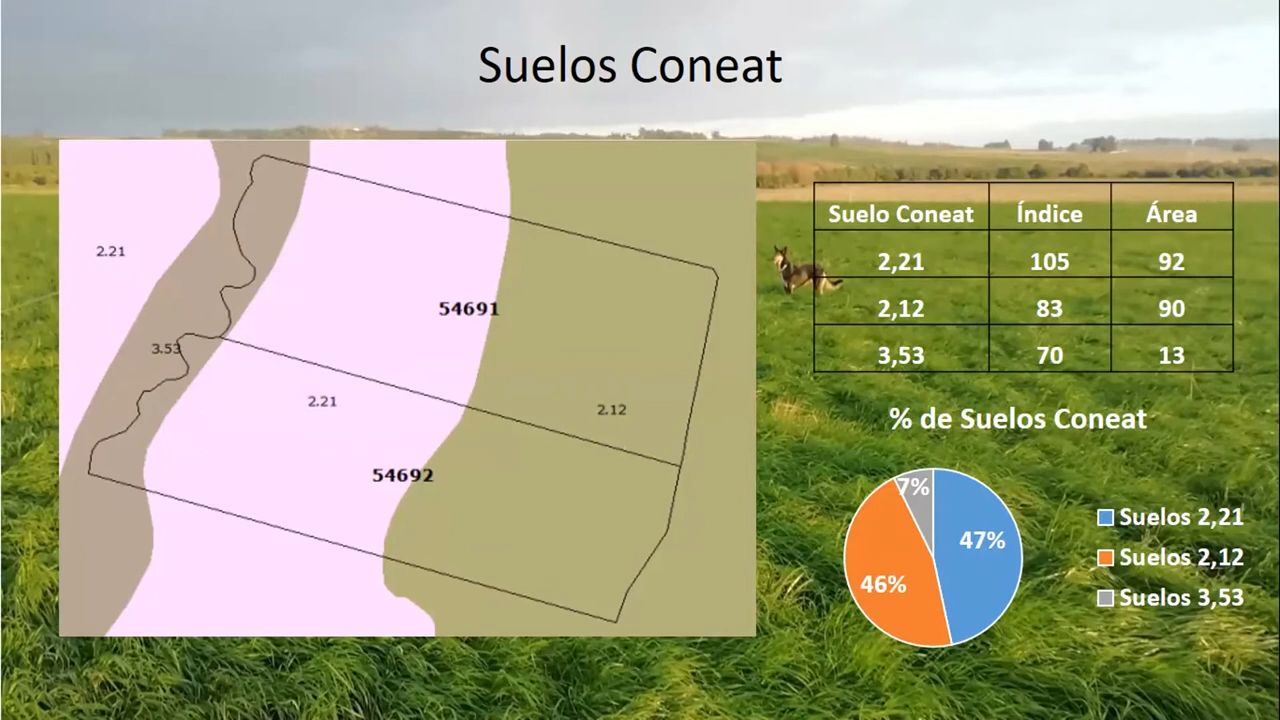 Suelos Coneat
2.21
54691
3.53
2.21
2.12
54692
Suelo Coneat Índice Área
2,21 105 92
2,12 83 90
3,53 70 13
% de Suelos Coneat
7%
47%
46%
Suelos 2,21
Suelos 2,12
Suelos 3,53